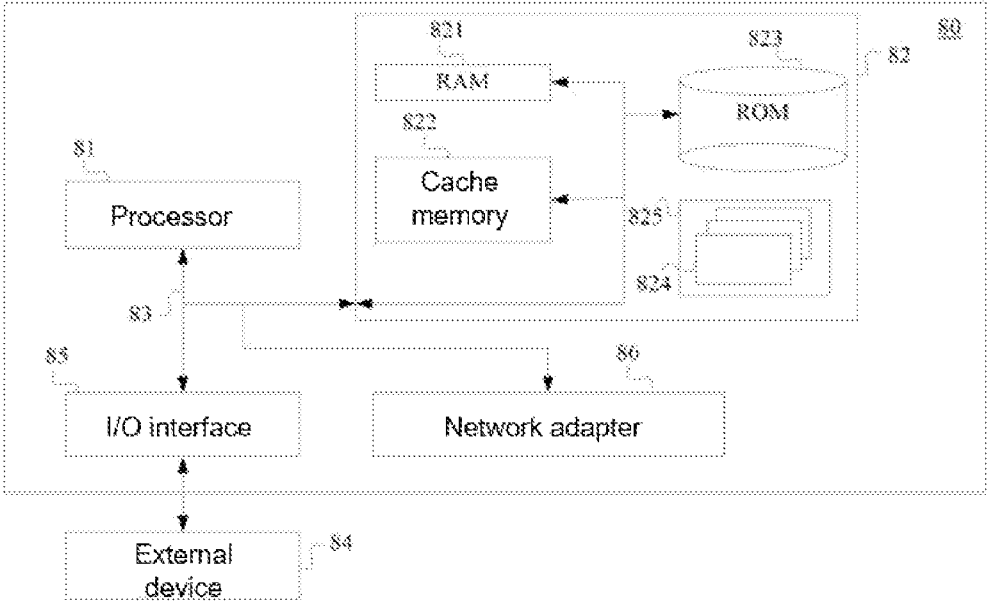 80
821
RAM
823
82
ROM
822
Cache
memory
81
Processor
825
824
83
85
I/O interface
86
Network adapter
External
device
84